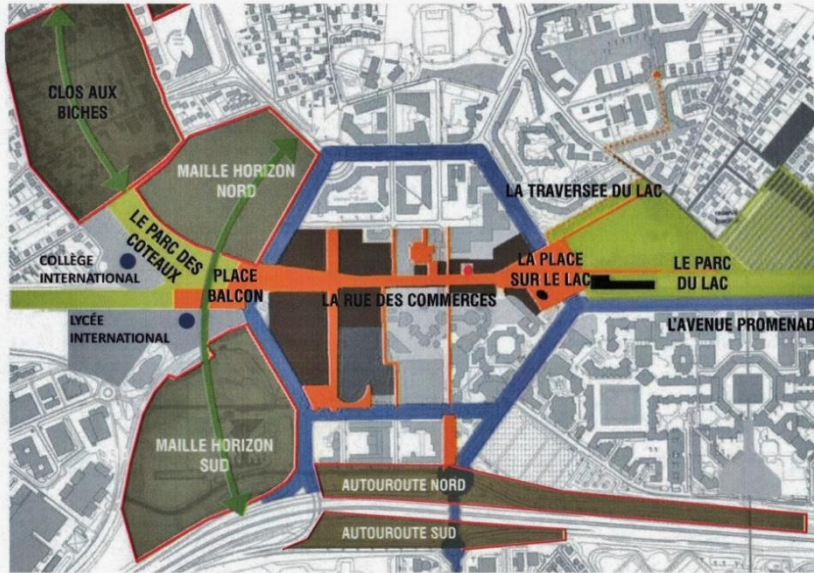 CLOS AUX
BICHES
MAILLE HORIZON
NORD
LA TRAVERSEE DU LAC
LE PARC DES
COTEAUX
COLLÈGE
INTERNATIONAL
PLACE
BALCON
LA RUE DES COMMERCES
LA PLACE
SUR LE LAC
LE PARC
DU LAC
LYCÉE
INTERNATIONAL
L'AVENUE PROMENAD
MAILLE HORIZON
SUD
AUTOUROUTE NORD
AUTOUROUTE SUD